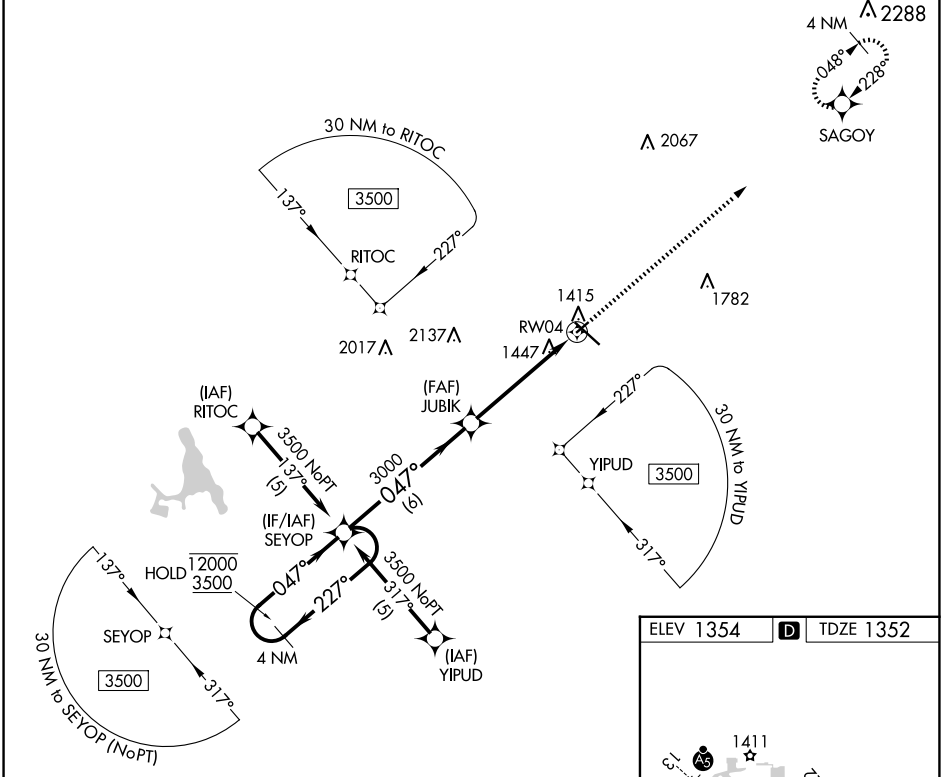 2288
4 NM
048°
228°
SAGOY
2067
30 NM to RITOC
3500
137°
227°
RITOC
1782
1415
RW04
1447
2137
2017
(FAF)
JUBIK
(IAF)
RITOC
3500 NoPT
137°
(5)
3000
047°
(6)
227°
30 NM to YIPUD
YIPUD
3500
317°
(IF/IAF)
SEYOP
HOLD 12000
3500
047°
227°
4 NM
3500 NoPT
317°
(5)
(IAF)
YIPUD
137°
SEYOP
3500
317°
30 NM to SEYOP (NoPT)
ELEV 1354 D TDZE 1352
1411
A5
13